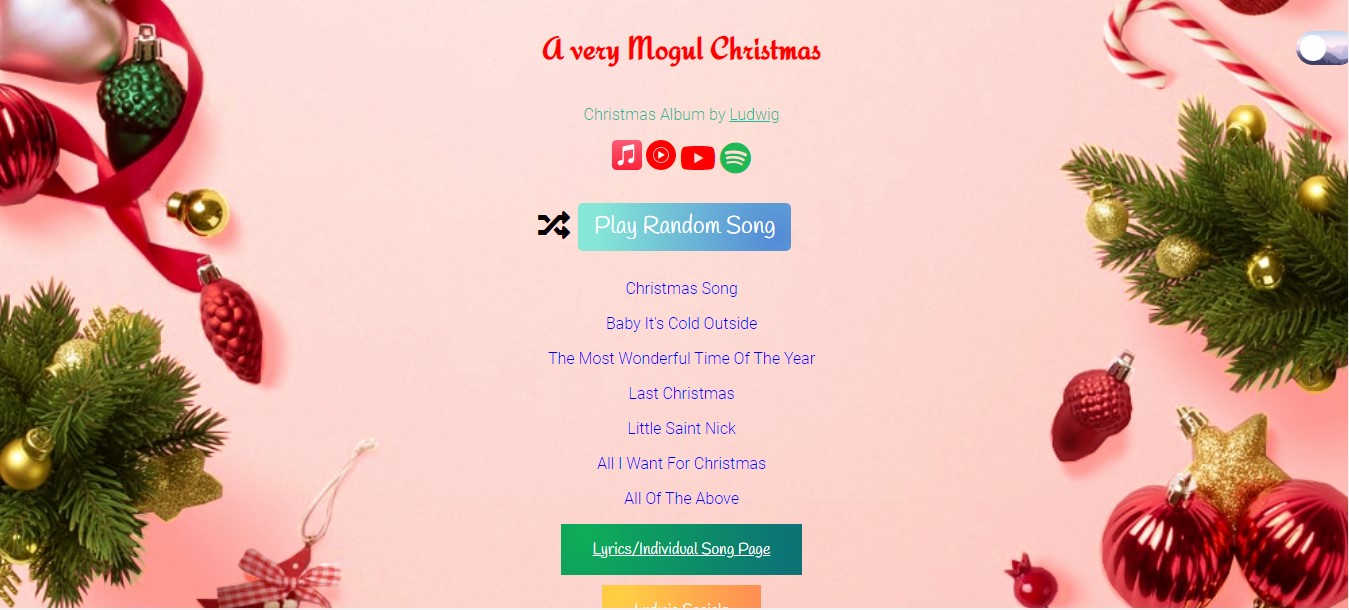 A very Mogul Christmas
Christmas Album by Ludwig
Play Random Song
Christmas Song
Baby It's Cold Outside
The Most Wonderful Time Of The Year
Last Christmas
Little Saint Nick
All I Want For Christmas
All Of The Above
Lyrics/Individual Song Page
Ludwig Socials